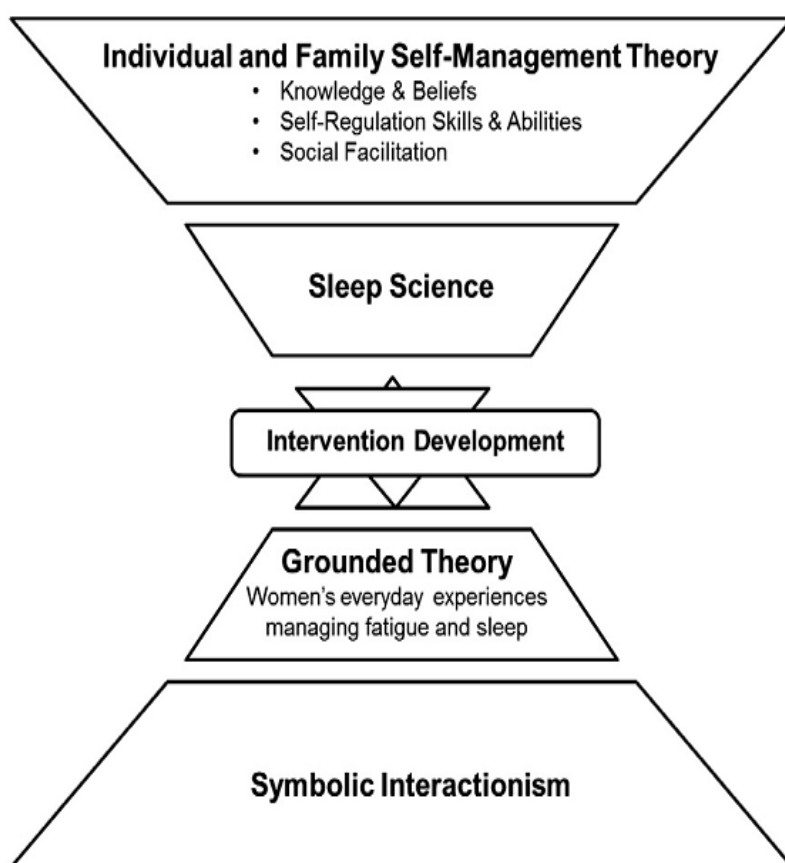 Individual and Family Self-Management Theory
• Knowledge & Beliefs
• Self-Regulation Skills & Abilities
• Social Facilitation
Sleep Science
Intervention Development
Grounded Theory
Women's everyday experiences
managing fatigue and sleep
Symbolic Interactionism